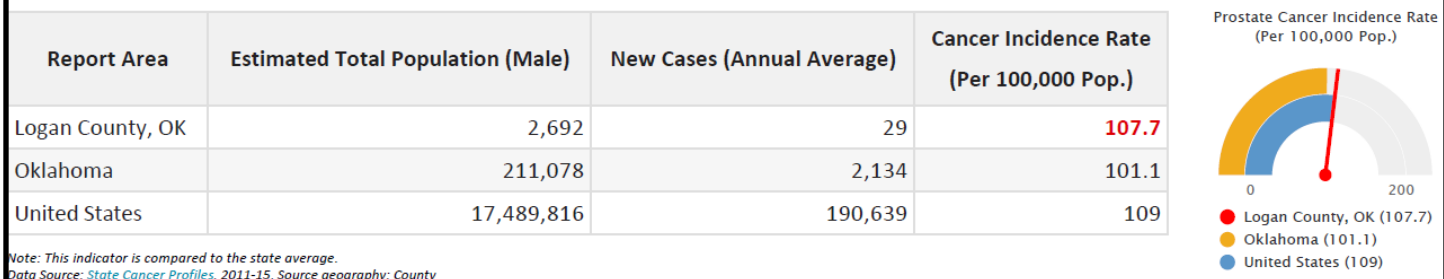 Report Area Estimated Total Population (Male) New Cases (Annual Average) Cancer Incidence Rate (Per 100,000 Pop.)
Logan County, OK 2,692 29 107.7
Oklahoma 211,078 2,134 101.1
United States 17,489,816 190,639 109
Note: This indicator is compared to the state average.
Data Source: State Cancer Profiles. 2011-15. Source geography: County
Prostate Cancer Incidence Rate
(Per 100,000 Pop.)
0 200
Logan County, OK (107.7)
Oklahoma (101.1)
United States (109)